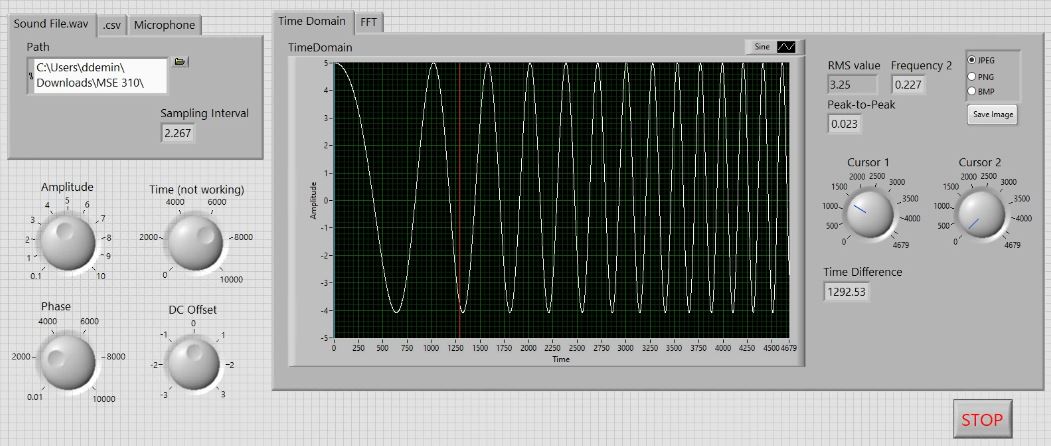 Sound File.wav .csv Microphone
Path
C:\Users\ddemin\
Downloads\MSE 310\
Sampling Interval
2.267
Amplitude
0.1 1 2 3 4 5 6 7 8 9 10
Time (not working)
0 2000 4000 6000 8000 10000
Phase
0.01 2000 4000 6000 8000 10000
DC Offset
-3 -2 -1 0 1 2 3
Time Domain FFT
TimeDomain
Sine
Amplitude
5
4
3
2
1
0
-1
-2
-3
-4
-5
0 250 500 750 1000 1250 1500 1750 2000 2250 2500 2750 3000 3250 3500 3750 4000 4250 4500 4679
Time
RMS value
3.25
Frequency 2
0.227
Peak-to-Peak
0.023
JPEG
PNG
BMP
Save Image
Cursor 1
0 500 1000 1500 2000 2500 3000 3500 4000 4679
Cursor 2
0 500 1000 1500 2000 2500 3000 3500 4000 4679
Time Difference
1292.53
STOP